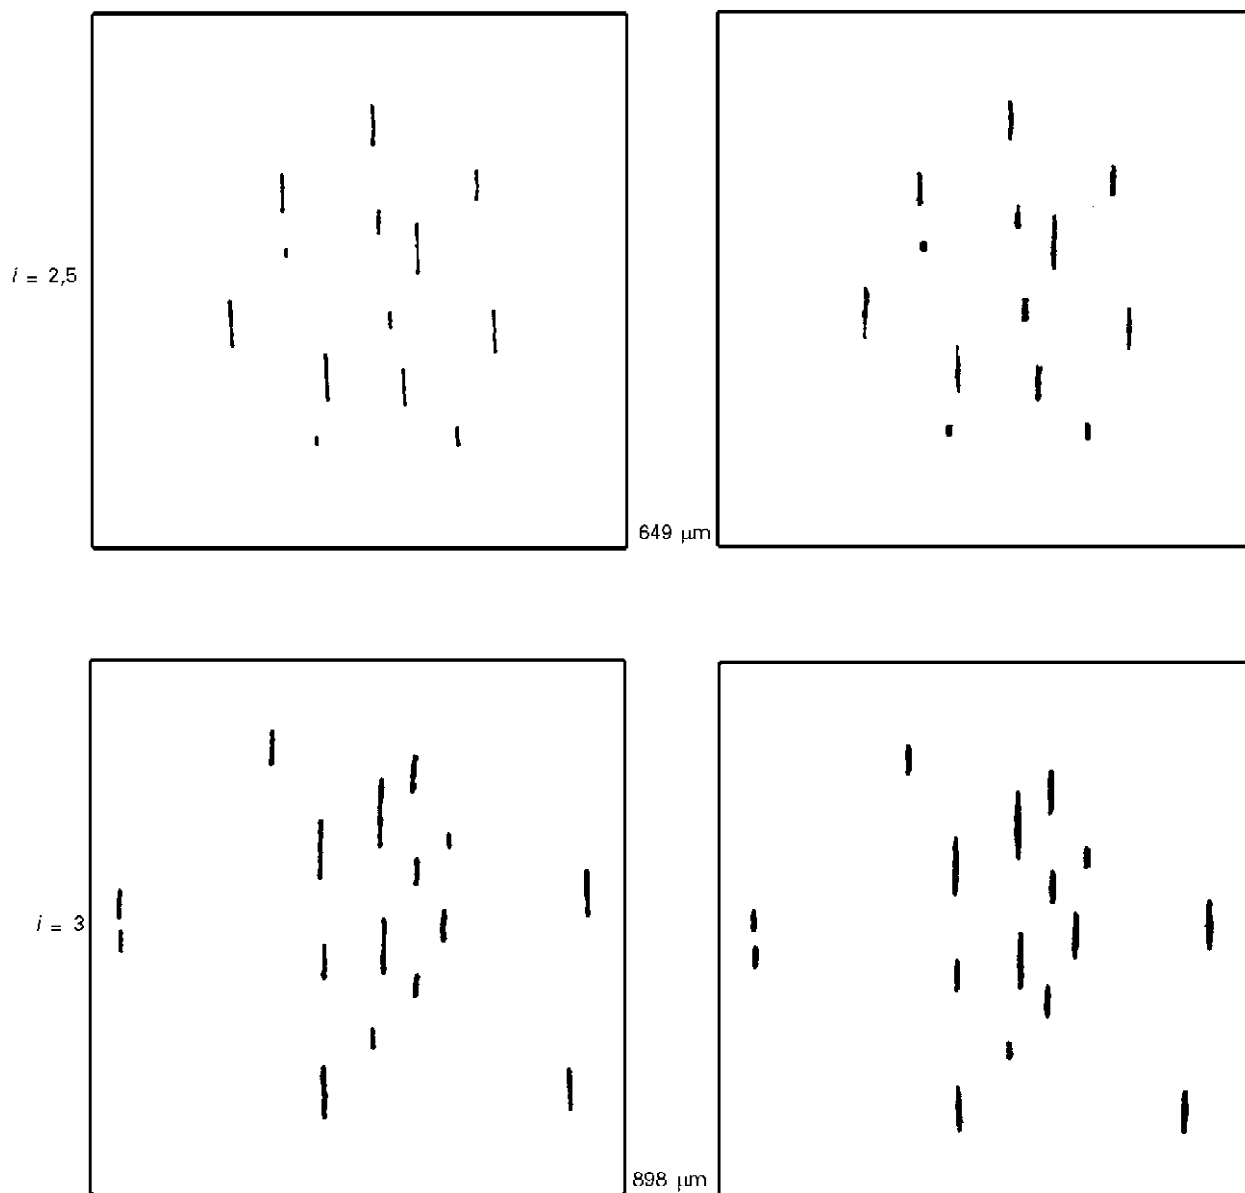 i = 2,5
649 µm
i = 3
898 µm